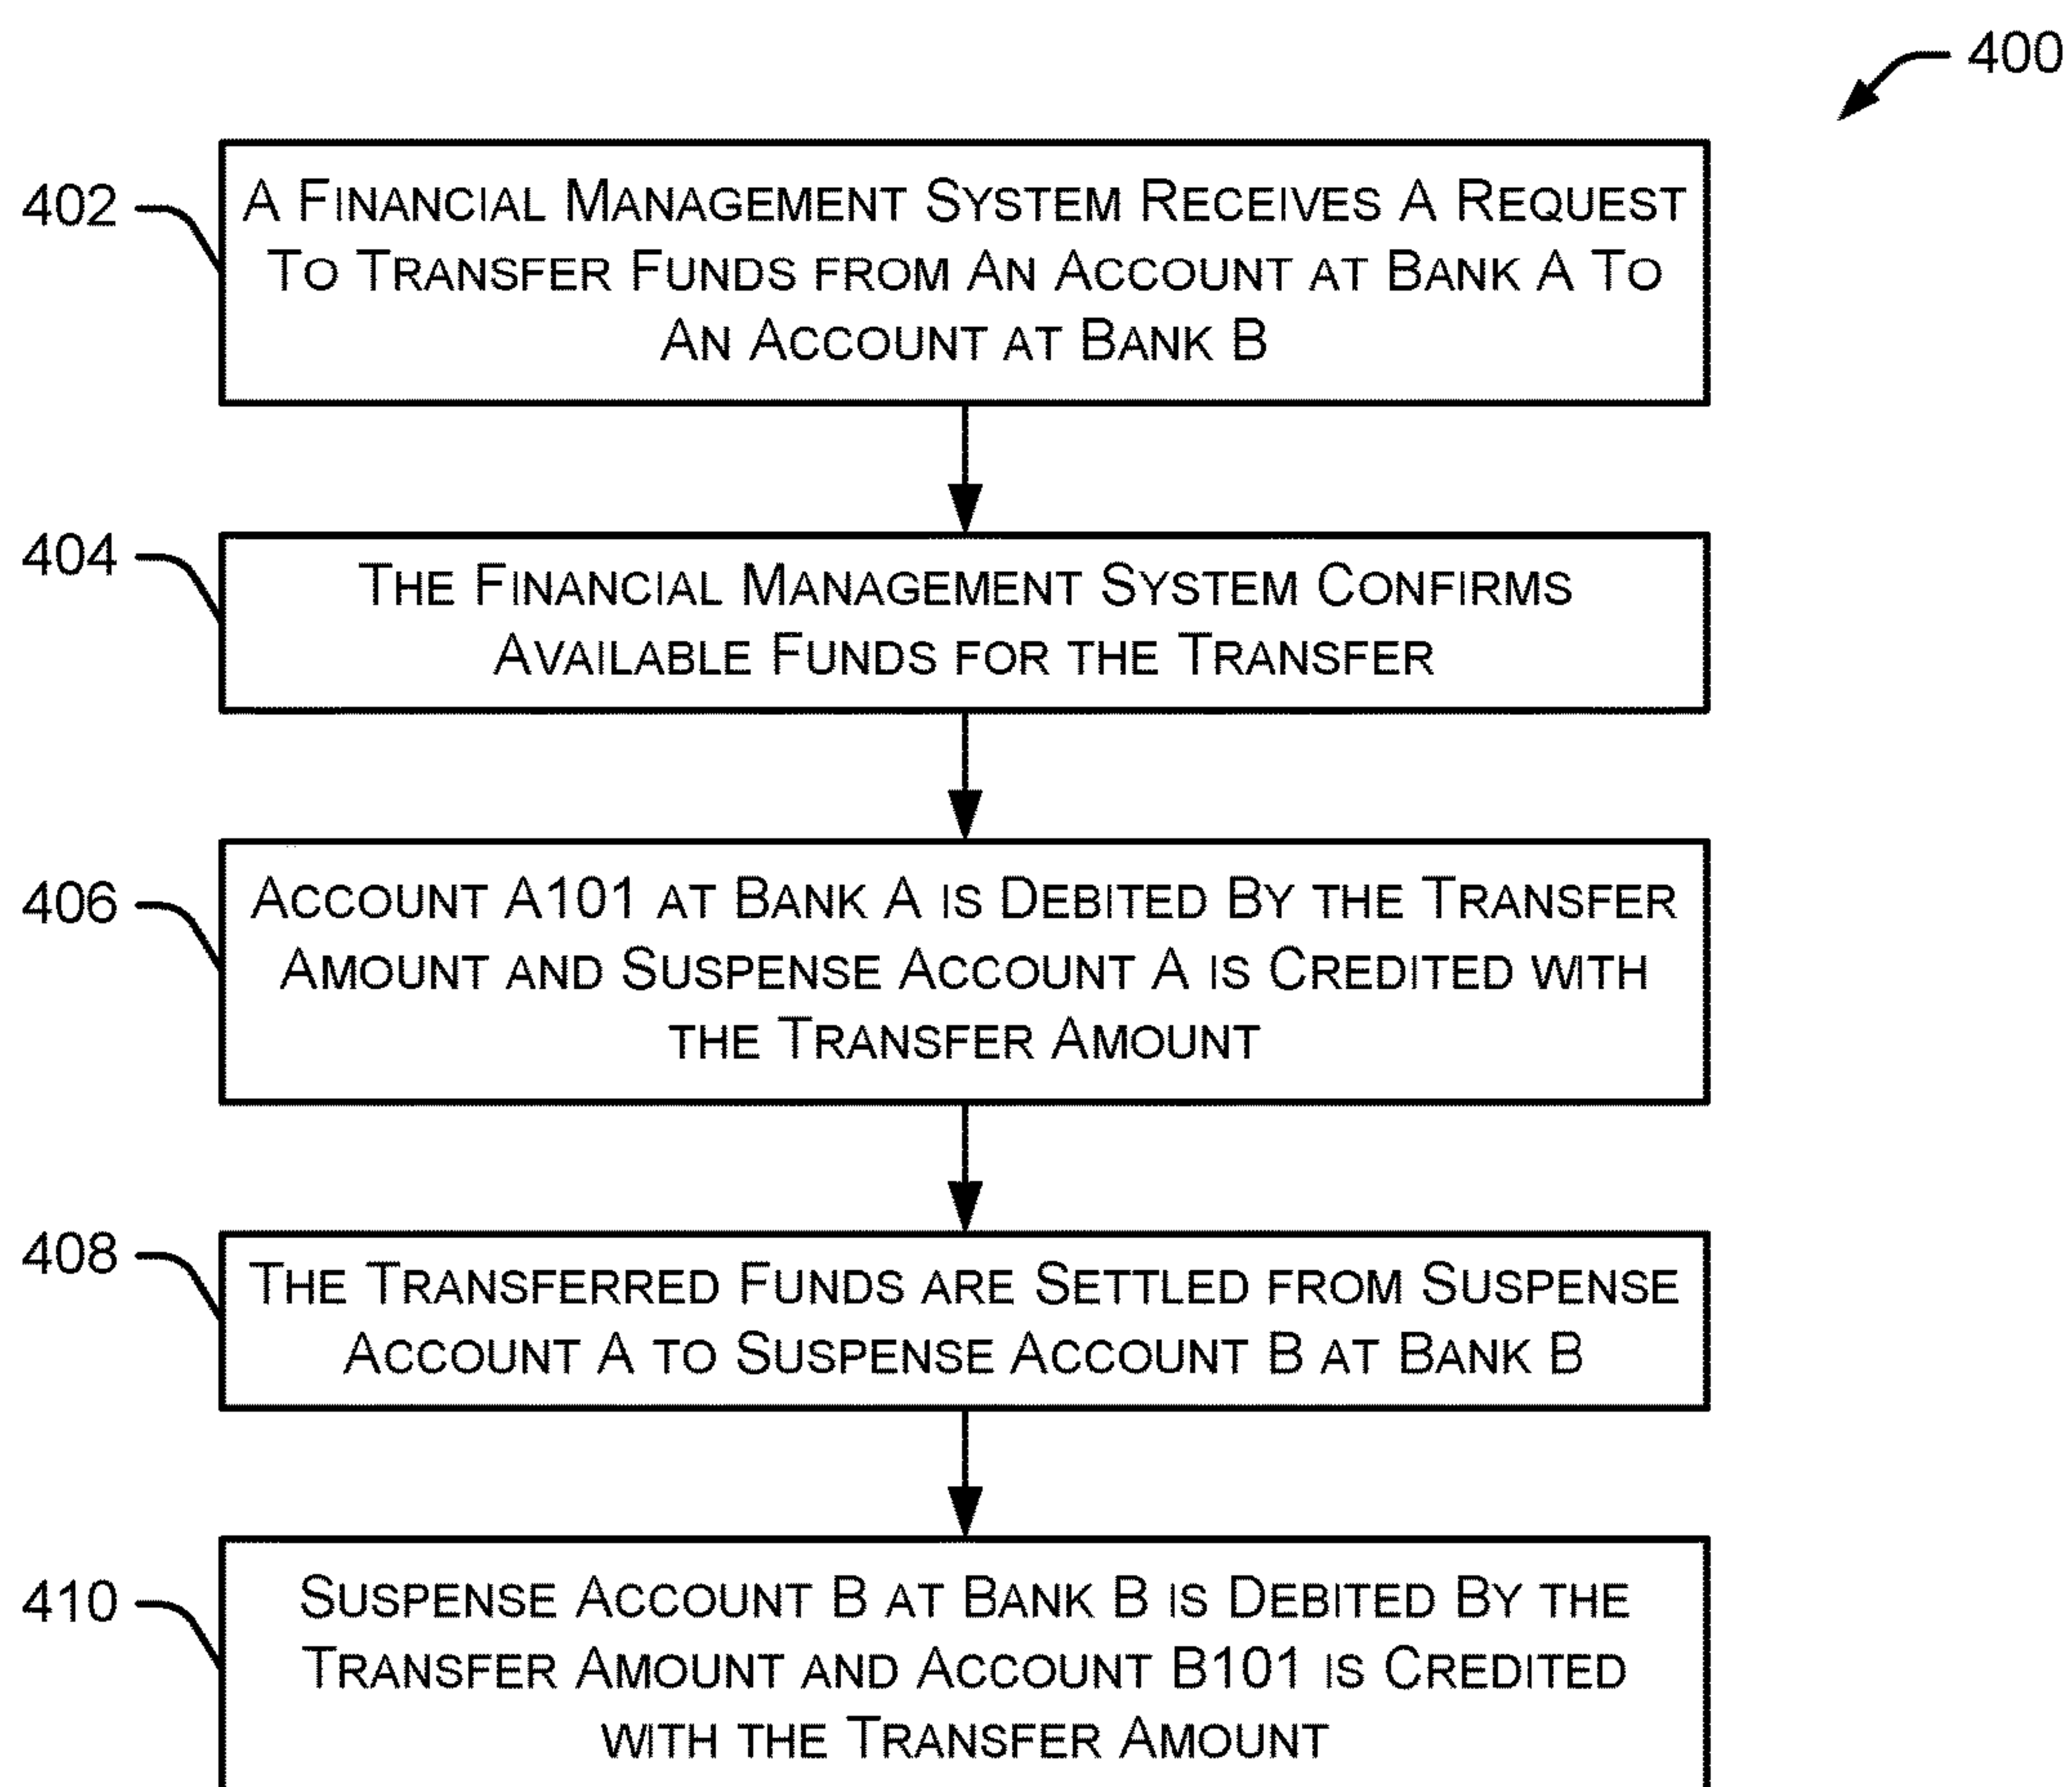 400
402
A FINANCIAL MANAGEMENT SYSTEM RECEIVES A REQUEST
TO TRANSFER FUNDS FROM AN ACCOUNT AT BANK A TO
AN ACCOUNT AT BANK B
404
THE FINANCIAL MANAGEMENT SYSTEM CONFIRMS
AVAILABLE FUNDS FOR THE TRANSFER
406
ACCOUNT A101 AT BANK A IS DEBITED BY THE TRANSFER
AMOUNT AND SUSPENSE ACCOUNT A IS CREDITED WITH
THE TRANSFER AMOUNT
408
THE TRANSFERRED FUNDS ARE SETTLED FROM SUSPENSE
ACCOUNT A TO SUSPENSE ACCOUNT B AT BANK B
410
SUSPENSE ACCOUNT B AT BANK B IS DEBITED BY THE
TRANSFER AMOUNT AND ACCOUNT B101 IS CREDITED
WITH THE TRANSFER AMOUNT